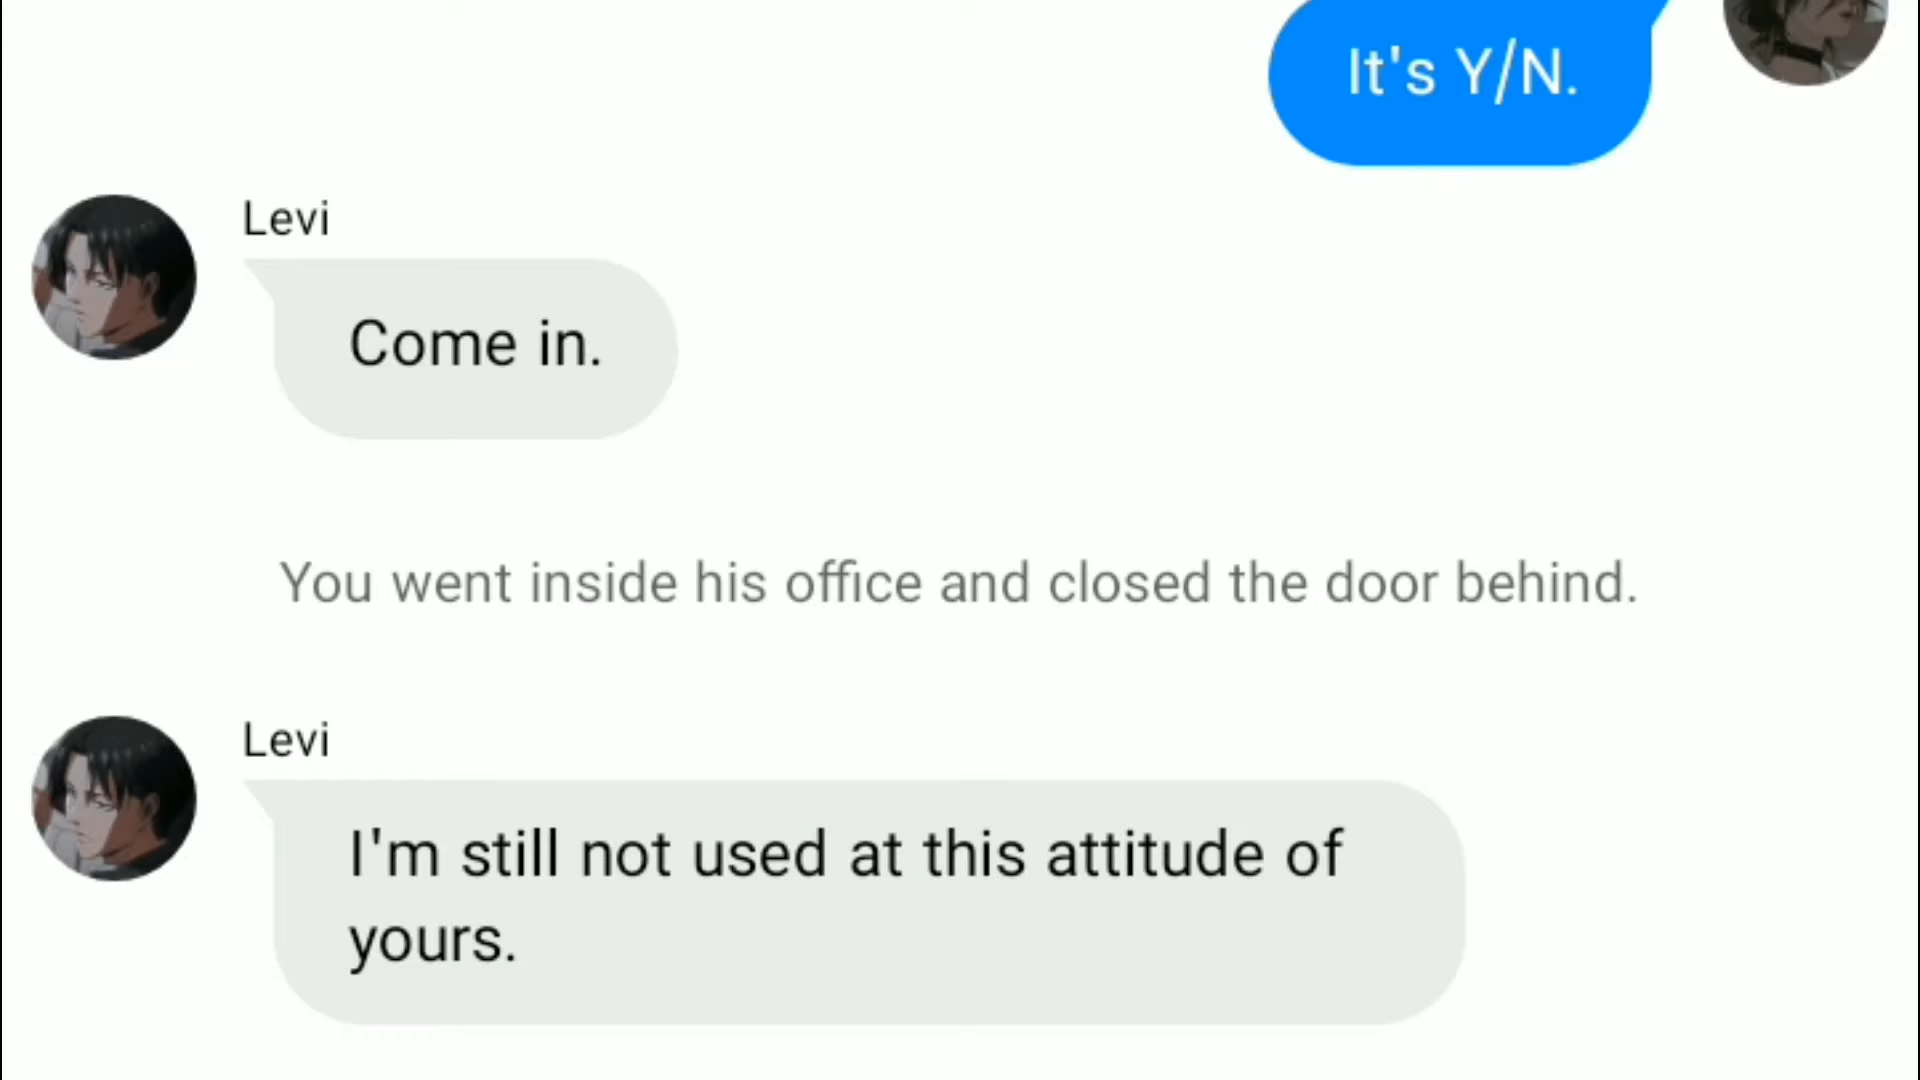 It's Y/N.
Levi
Come in.
You went inside his office and closed the door behind.
Levi
I'm still not used at this attitude of
yours.